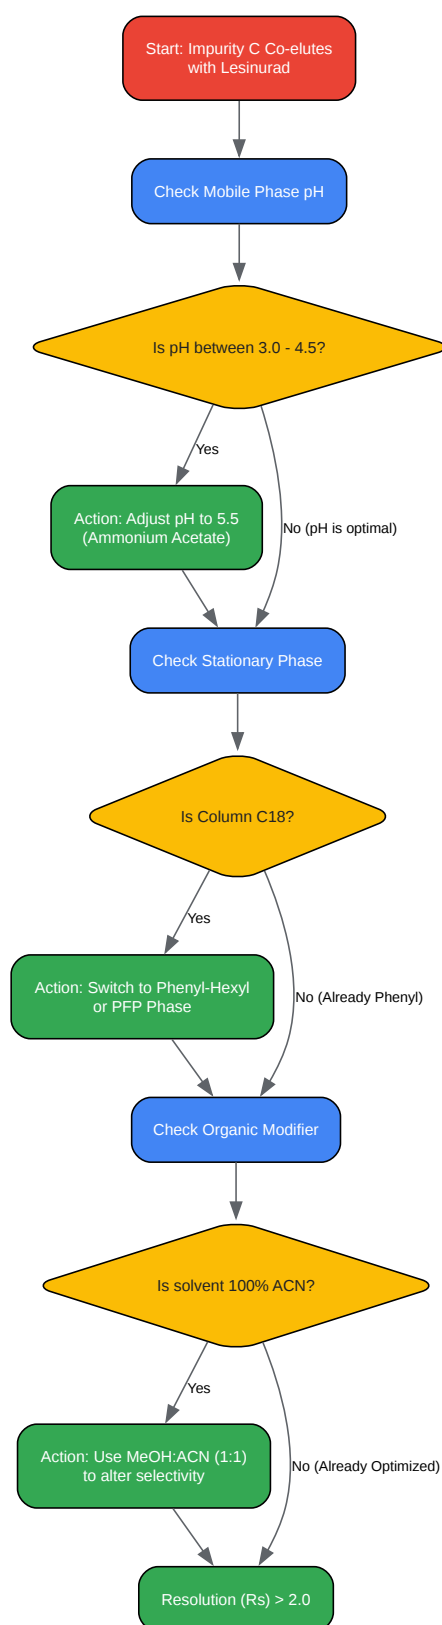 Start: Impurity C Co-elutes
with Lesinurad
Check Mobile Phase pH
Is pH between 3.0 - 4.5?
Yes
Action: Adjust pH to 5.5
(Ammonium Acetate)
No (pH is optimal)
Check Stationary Phase
Is Column C18?
Yes
Action: Switch to Phenyl-Hexyl
or PFP Phase
No (Already Phenyl)
Check Organic Modifier
Is solvent 100% ACN?
Yes
Action: Use MeOH:ACN (1:1)
to alter selectivity
No (Already Optimized)
Resolution (Rs) > 2.0